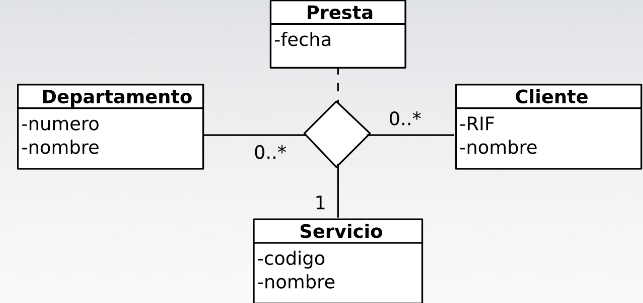 Presta
-fecha
Departamento
-numero
-nombre
Cliente
-RIF
-nombre
0..*
0..*
1
Servicio
-codigo
-nombre